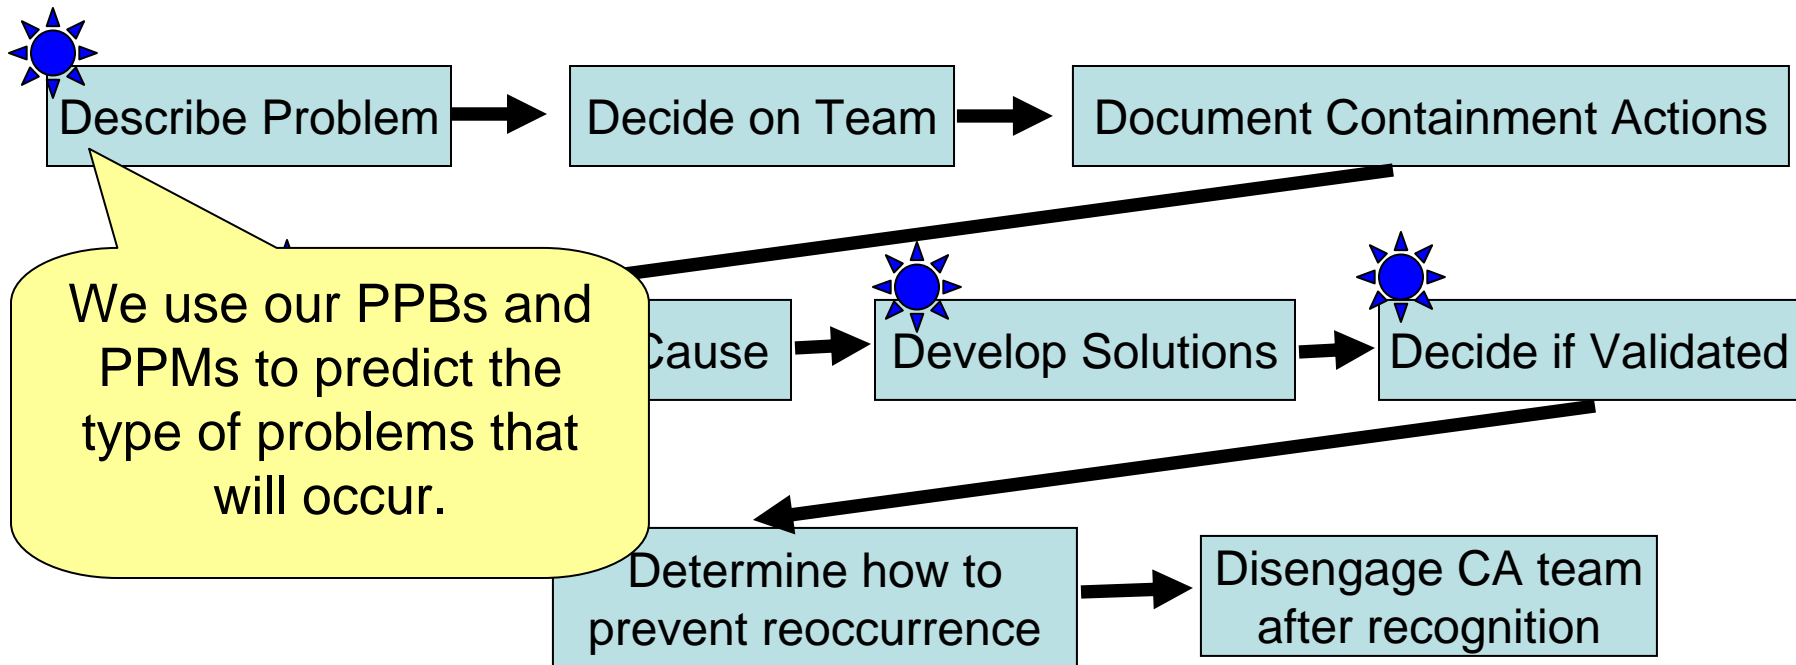 Describe Problem
Decide on Team
Document Containment Actions
We use our PPBs and
PPMs to predict the
type of problems that
will occur.
Cause
Develop Solutions
Decide if Validated
Determine how to
prevent reoccurrence
Disengage CA team
after recognition